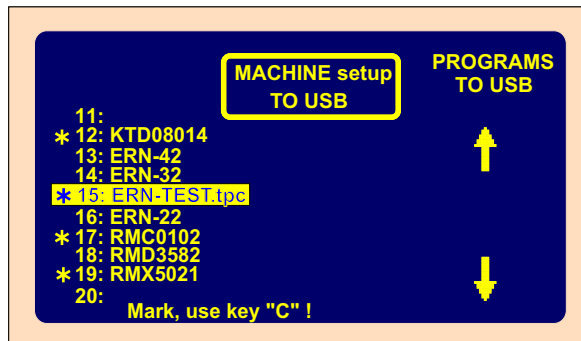 MACHINE setup
TO USB
PROGRAMS
TO USB
11:
* 12: KTD08014
13: ERN-42
14: ERN-32
* 15: ERN-TEST.tpc
16: ERN-22
* 17: RMC0102
18: RMD3582
* 19: RMX5021
20:
Mark, use key "C" !